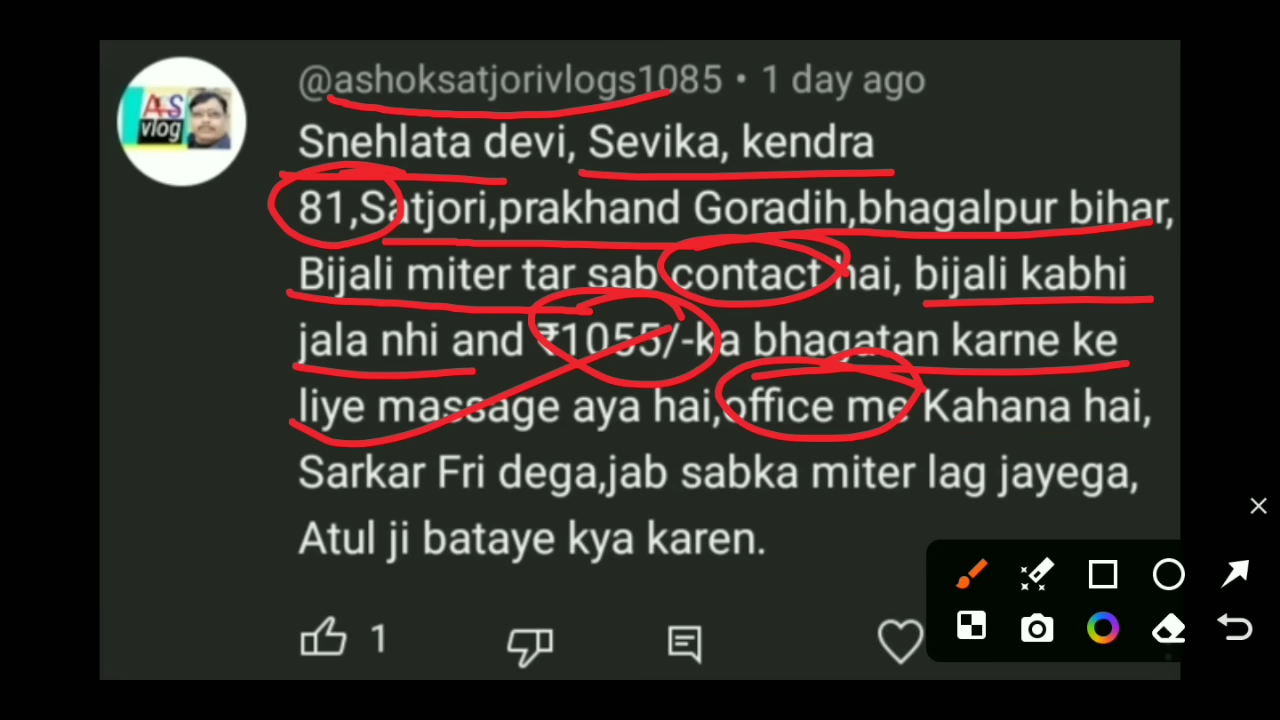 @ashoksatjorivlogs1085 • 1 day ago
A+S
vlog
Snehlata devi, Sevika, kendra
81,Satjori,prakhand Goradih,bhagalpur bihar,
Bijali miter tar sab contact hai, bijali kabhi
jala nhi and ₹1055/-ka bhagatan karne ke
liye massage aya hai,office me Kahana hai,
Sarkar Fri dega,jab sabka miter lag jayega,
Atul ji bataye kya karen.
1